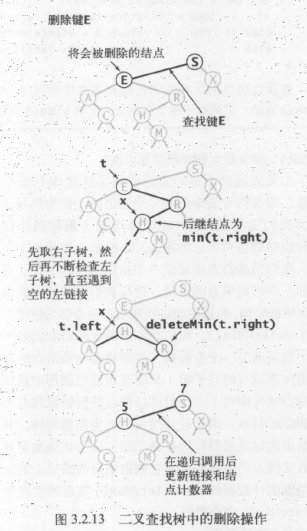 删除键E
将会被删除的结点
S
E
X
A
R
C
H
M
查找键E
t
E
x
A
R
C
H
M
后继结点为
min(t.right)
先取右子树，然
后再不断检查左
子树，直至遇到
空的左链接
x
E
S
t.left
H
deleteMin(t.right)
X
A
R
C
M
5
7
H
S
A
R
X
C
M
在递归调用后
更新链接和
结点计数器
图 3.2.13 二叉查找树中的删除操作